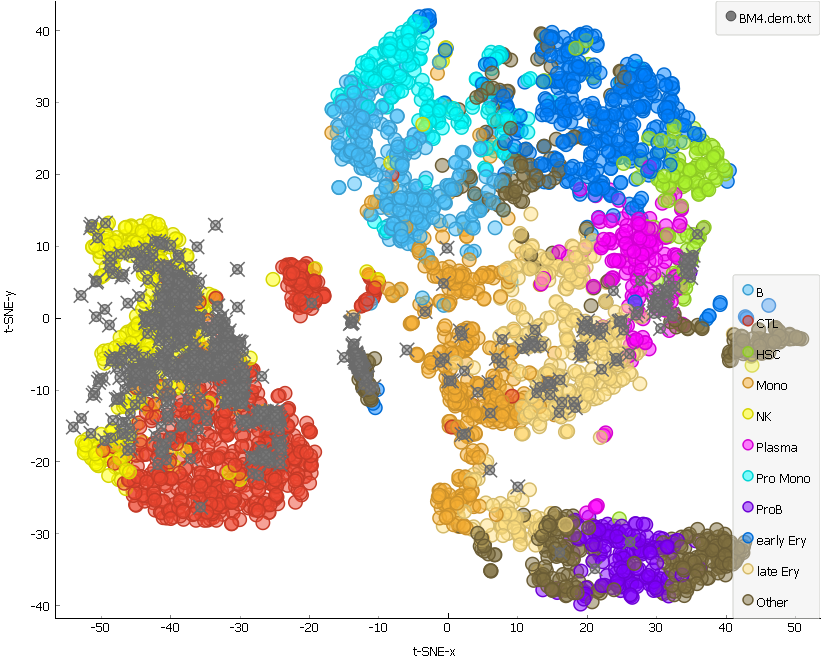 BM4.dem.txt
40
30
20
10
0
-10
-20
-30
-40
t-SNE-y
B
CTL
HSC
Mono
NK
Plasma
Pro Mono
ProB
early Ery
late Ery
Other
-50 -40 -30 -20 -10 0 10 20 30 40 50
t-SNE-x